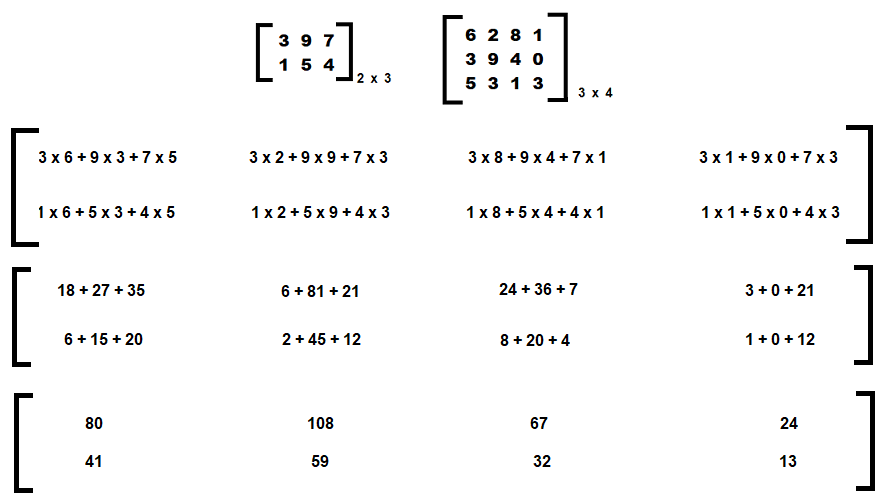 3 9 7 6 2 8 1
1 5 4 3 9 4 0
2 x 3 5 3 1 3
3 x 4
3 x 6 + 9 x 3 + 7 x 5 3 x 2 + 9 x 9 + 7 x 3 3 x 8 + 9 x 4 + 7 x 1 3 x 1 + 9 x 0 + 7 x 3
1 x 6 + 5 x 3 + 4 x 5 1 x 2 + 5 x 9 + 4 x 3 1 x 8 + 5 x 4 + 4 x 1 1 x 1 + 5 x 0 + 4 x 3
18 + 27 + 35 6 + 81 + 21 24 + 36 + 7 3 + 0 + 21
6 + 15 + 20 2 + 45 + 12 8 + 20 + 4 1 + 0 + 12
80 108 67 24
41 59 32 13